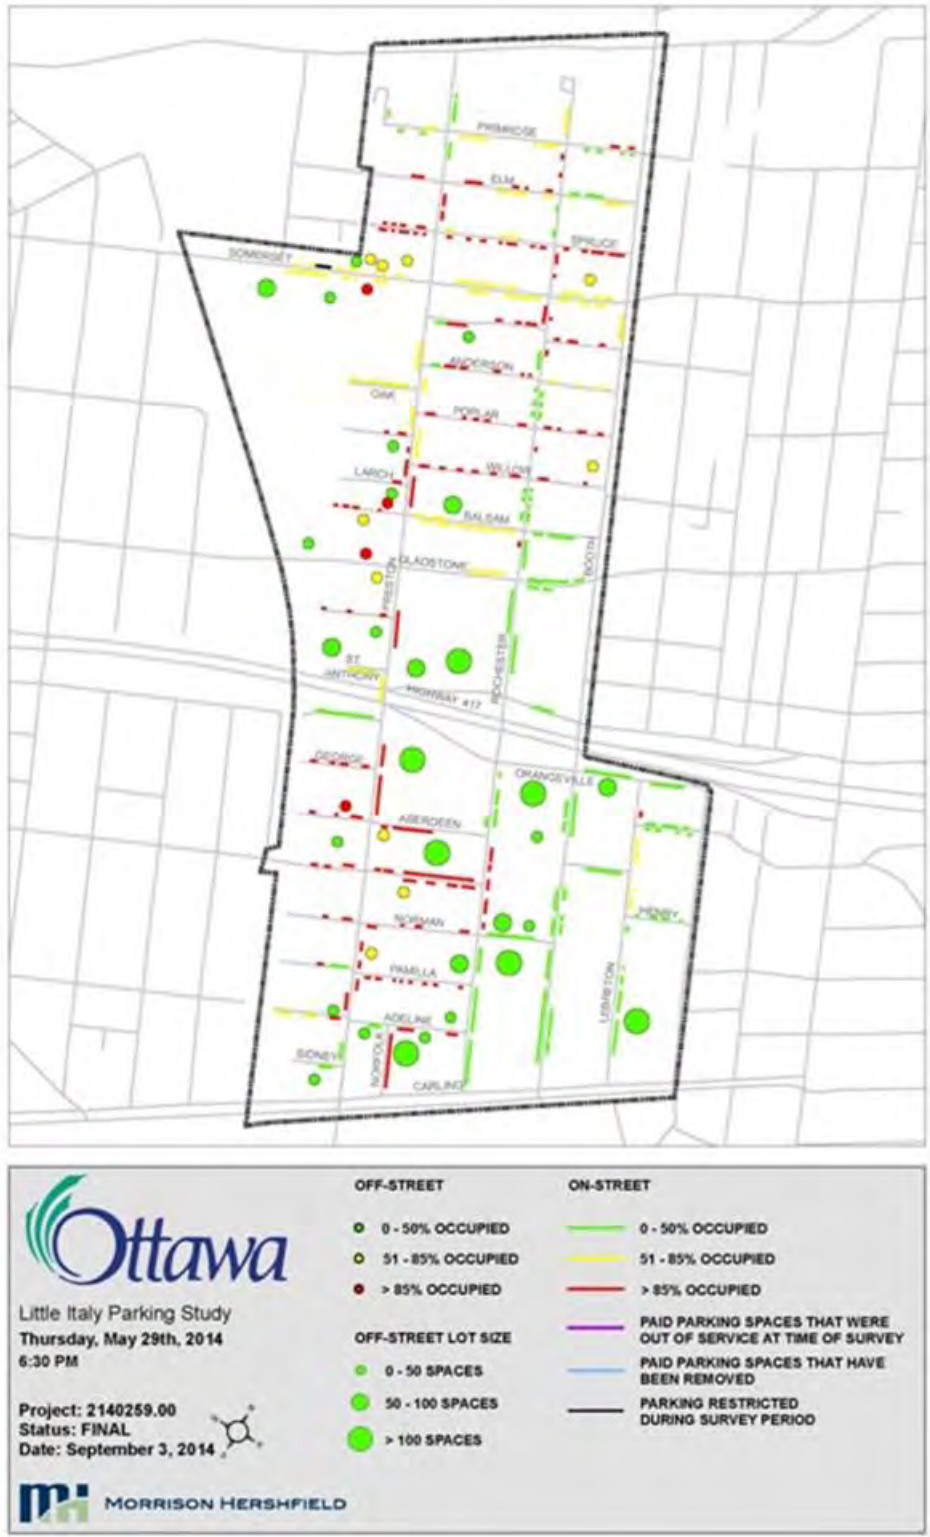 PRIMROSE
ELM
SPRUCE
SOMERSET
ANDERSON
OAK
POPLAR
WILLOW
LARCH
BALSAM
GLADSTONE
BOOTH
PRESTON
ROCHESTER
ST.
ANTHONY
HIGHWAY 417
GEORGE
ORANGEVILLE
ABERDEEN
HENRY
NORMAN
PAMILLA
LEBRETON
ADELINE
SIDNEY
NORFOLK
CARLING
Ottawa
Little Italy Parking Study
Thursday, May 29th, 2014
6:30 PM
Project: 2140259.00
Status: FINAL
Date: September 3, 2014
MORRISON HERSHFIELD
OFF-STREET
0 - 50% OCCUPIED
51 - 85% OCCUPIED
> 85% OCCUPIED
OFF-STREET LOT SIZE
0 - 50 SPACES
50 - 100 SPACES
> 100 SPACES
ON-STREET
0 - 50% OCCUPIED
51 - 85% OCCUPIED
> 85% OCCUPIED
PAID PARKING SPACES THAT WERE
OUT OF SERVICE AT TIME OF SURVEY
PAID PARKING SPACES THAT HAVE
BEEN REMOVED
PARKING RESTRICTED
DURING SURVEY PERIOD